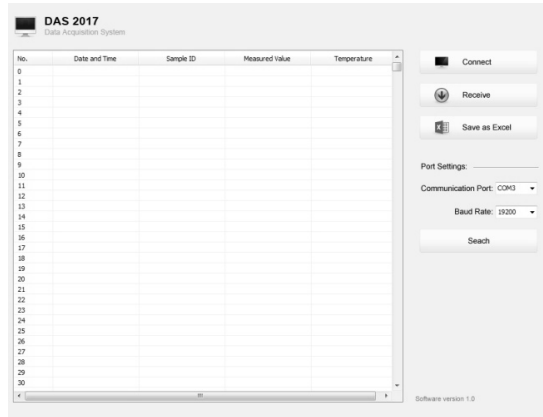 DAS 2017
Data Acquisition System
No. Date and Time Sample ID Measured Value Temperature
0
1
2
3
4
5
6
7
8
9
10
11
12
13
14
15
16
17
18
19
20
21
22
23
24
25
26
27
28
29
30
Connect
Receive
Save as Excel
Port Settings:
Communication Port: COM3
Baud Rate: 19200
Seach
Software version 1.0